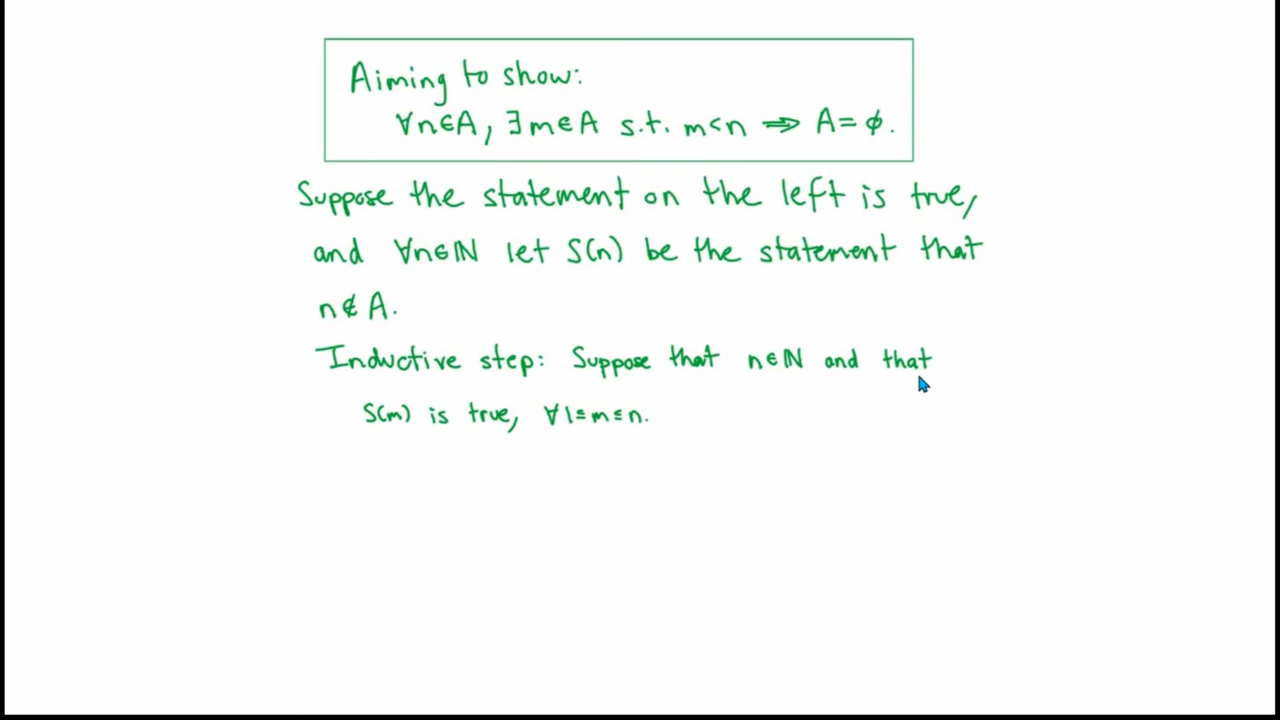 Aiming to show:
∀n∈A, ∃m∈A s.t. m<n ⟹ A=ϕ.
Suppose the statement on the left is true,
and ∀n∈ℕ let S(n) be the statement that
n∉A.
Inductive step: Suppose that n∈ℕ and that
S(m) is true, ∀1≤m≤n.